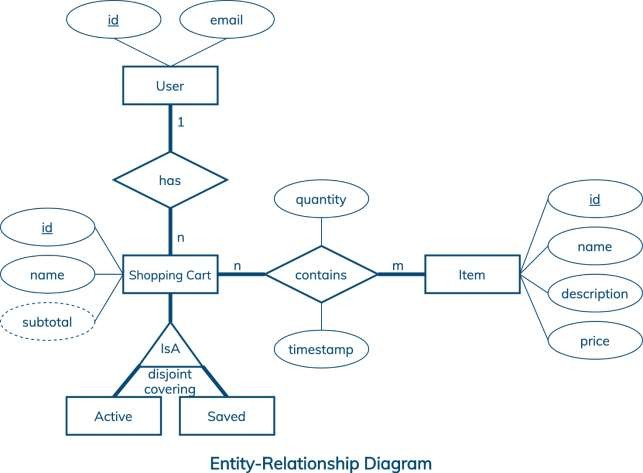 id
email
User
1
has
n
id
name
subtotal
Shopping Cart
n
quantity
contains
timestamp
m
Item
id
name
description
price
IsA
disjoint
covering
Active
Saved
Entity-Relationship Diagram